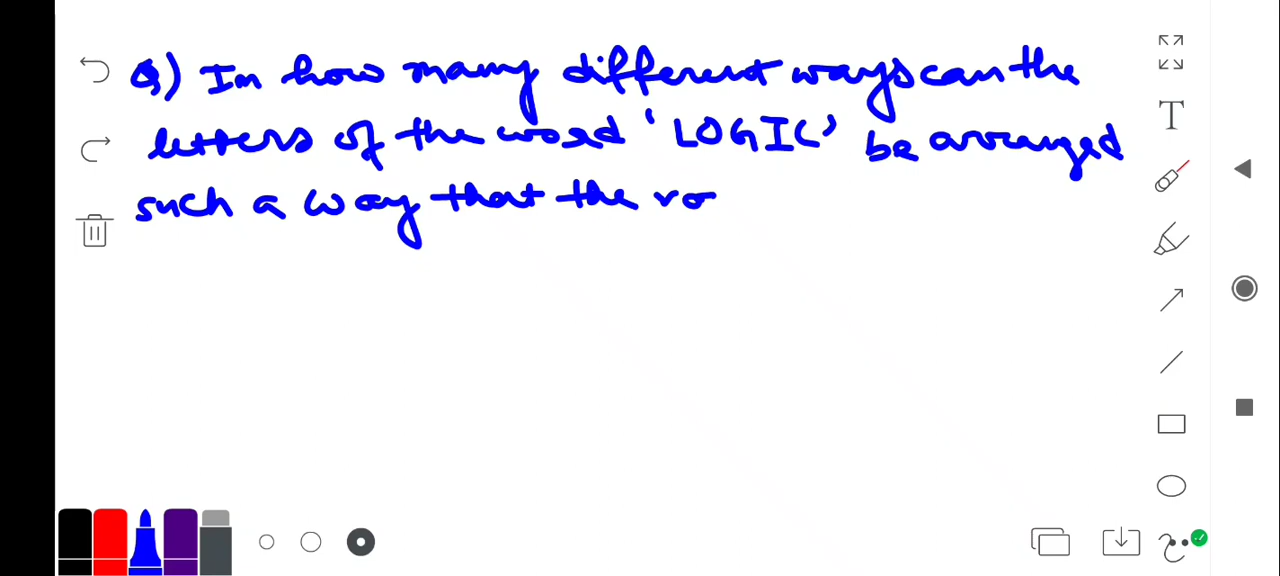 Q) In how many different ways can the
letters of the word 'LOGIC' be arranged
such a way that the vo
T